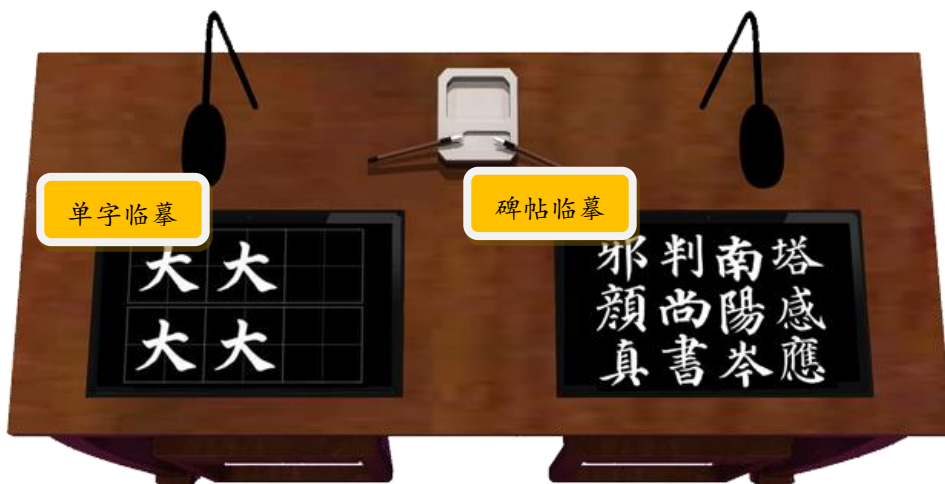 单字临摹
碑帖临摹
大大
大大
邪判南塔
顔尚陽感
真書岑應